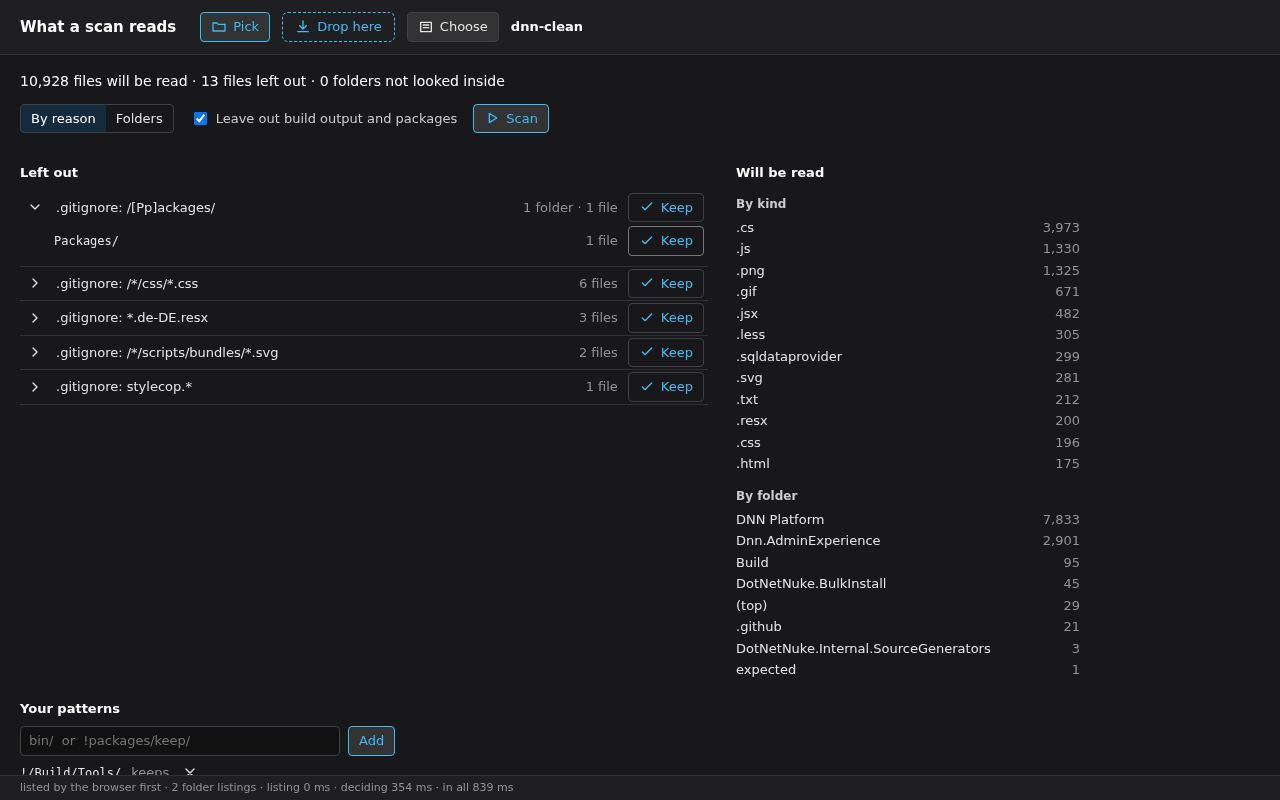 What a scan reads Pick Drop here Choose dnn-clean
10,928 files will be read · 13 files left out · 0 folders not looked inside
By reason Folders Leave out build output and packages Scan
Left out
.gitignore: /[Pp]ackages/ 1 folder · 1 file Keep
Packages/ 1 file Keep
.gitignore: /*/css/*.css 6 files Keep
.gitignore: *.de-DE.resx 3 files Keep
.gitignore: /*/scripts/bundles/*.svg 2 files Keep
.gitignore: stylecop.* 1 file Keep
Will be read
By kind
.cs 3,973
.js 1,330
.png 1,325
.gif 671
.jsx 482
.less 305
.sqldataprovider 299
.svg 281
.txt 212
.resx 200
.css 196
.html 175
By folder
DNN Platform 7,833
Dnn.AdminExperience 2,901
Build 95
DotNetNuke.BulkInstall 45
(top) 29
.github 21
DotNetNuke.Internal.SourceGenerators 3
expected 1
Your patterns
bin/ or !packages/keep/ Add
!/Build/Tools/ keeps
listed by the browser first · 2 folder listings · listing 0 ms · deciding 354 ms · in all 839 ms